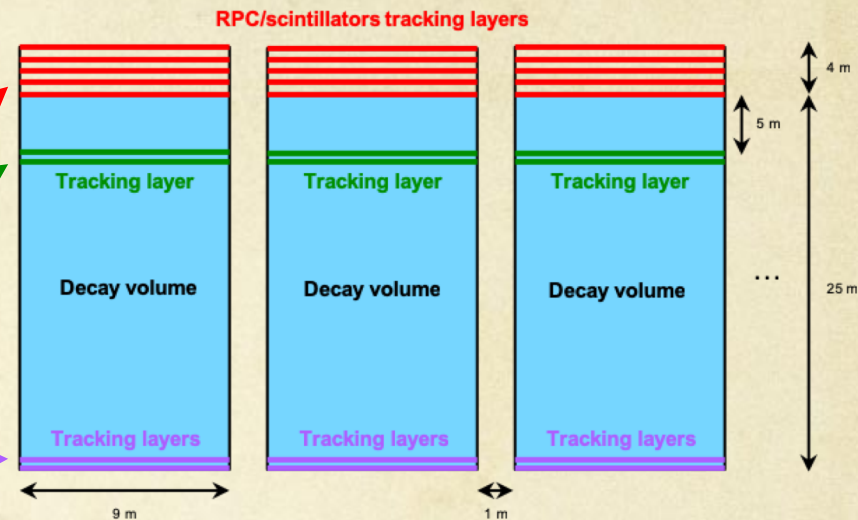 RPC/scintillators tracking layers
4 m
5 m
Tracking layer Tracking layer Tracking layer
Decay volume Decay volume Decay volume
...
25 m
Tracking layers Tracking layers Tracking layers
9 m 1 m